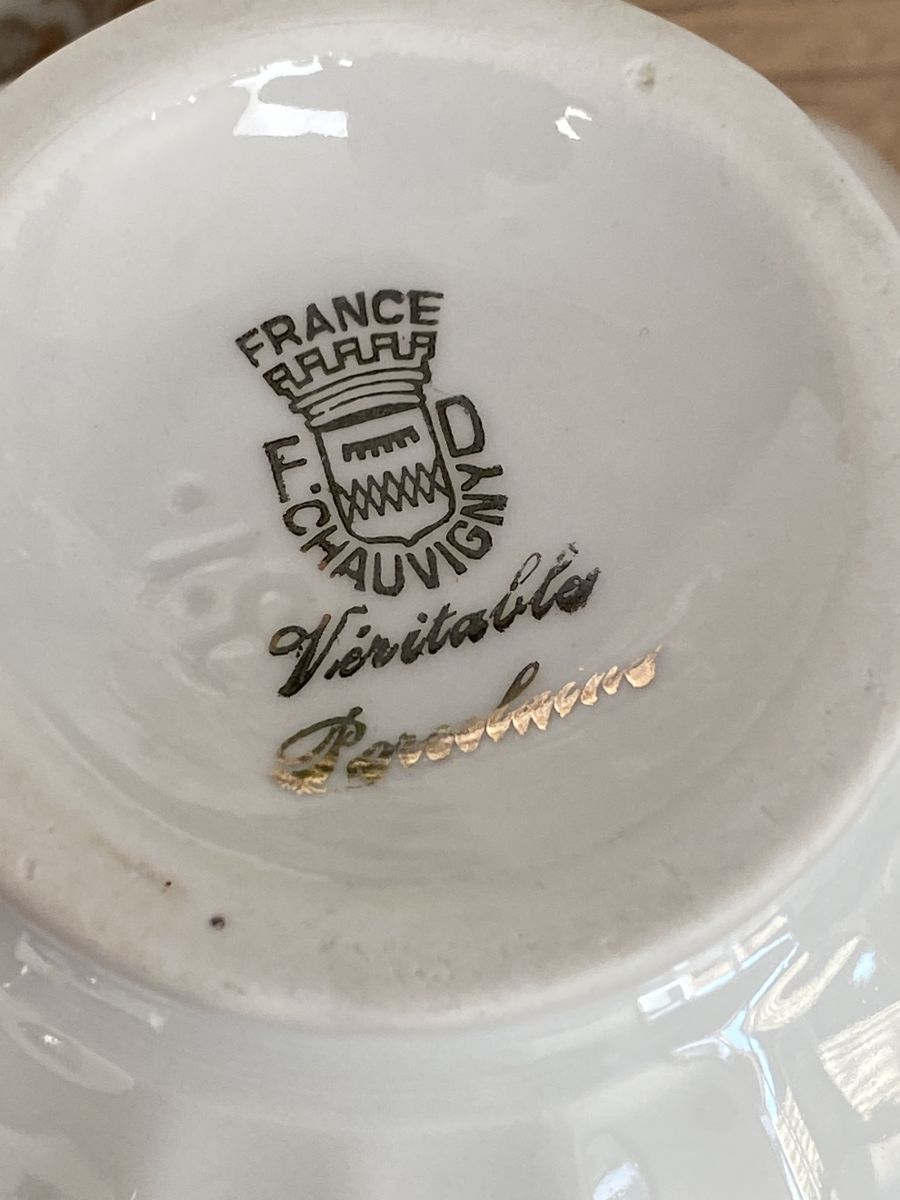 FRANCE
F. D
CHAUVIGNY
Véritable
Porcelaine